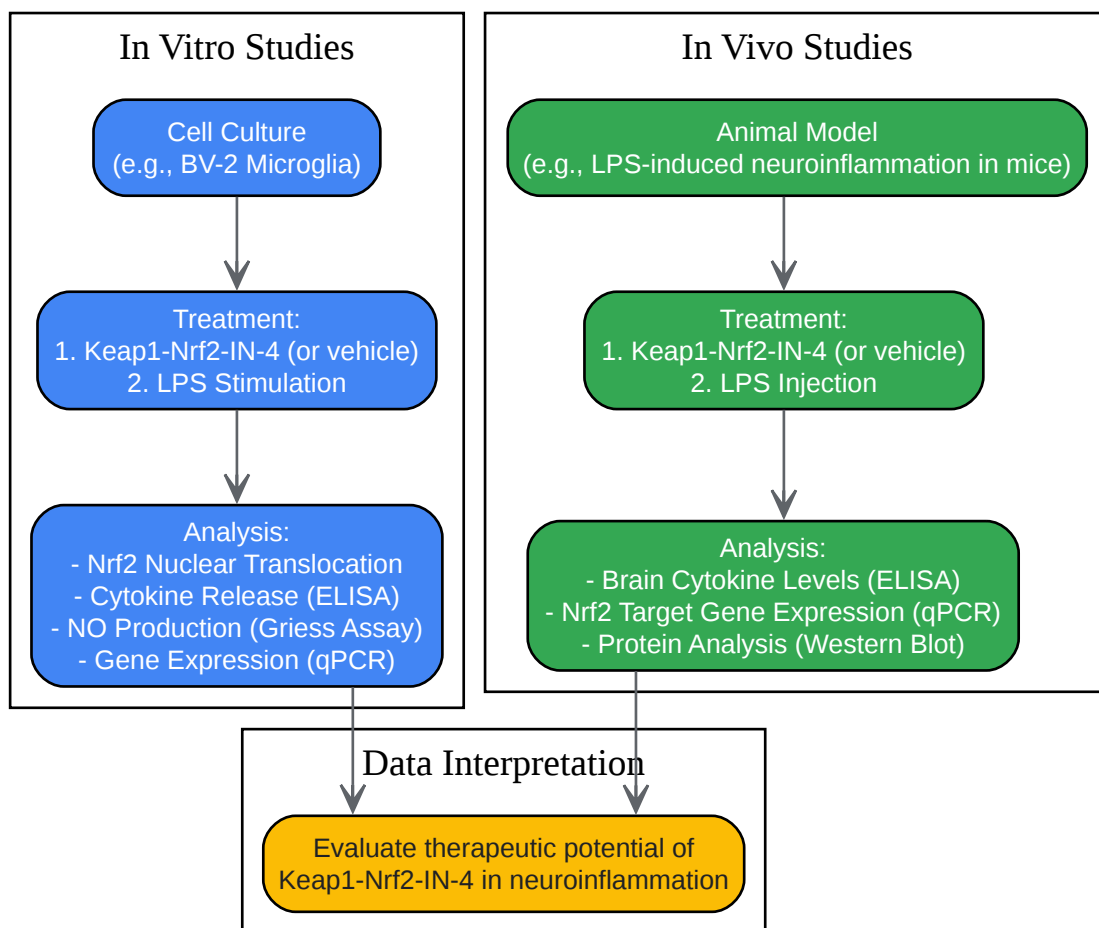 In Vitro Studies
Cell Culture
(e.g., BV-2 Microglia)
Treatment:
1. Keap1-Nrf2-IN-4 (or vehicle)
2. LPS Stimulation
Analysis:
- Nrf2 Nuclear Translocation
- Cytokine Release (ELISA)
- NO Production (Griess Assay)
- Gene Expression (qPCR)
In Vivo Studies
Animal Model
(e.g., LPS-induced neuroinflammation in mice)
Treatment:
1. Keap1-Nrf2-IN-4 (or vehicle)
2. LPS Injection
Analysis:
- Brain Cytokine Levels (ELISA)
- Nrf2 Target Gene Expression (qPCR)
- Protein Analysis (Western Blot)
Data Interpretation
Evaluate therapeutic potential of
Keap1-Nrf2-IN-4 in neuroinflammation